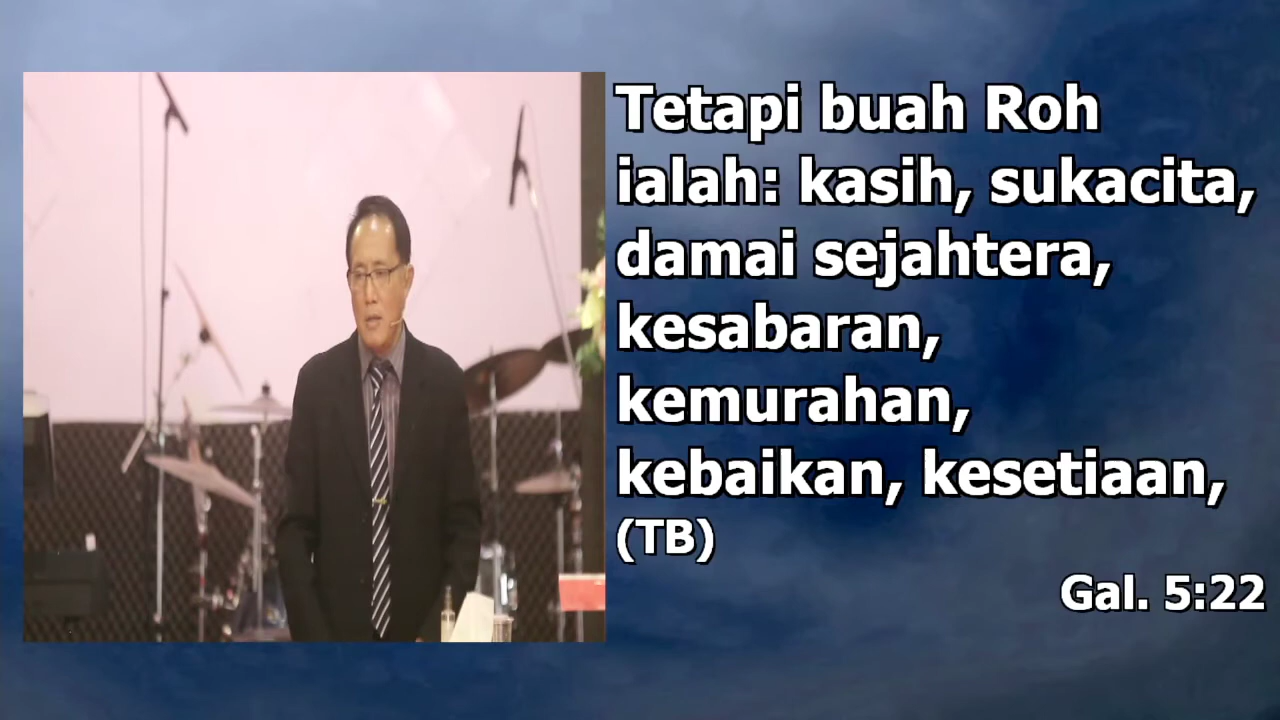 Tetapi buah Roh
ialah: kasih, sukacita,
damai sejahtera,
kesabaran,
kemurahan,
kebaikan, kesetiaan,
(TB)
Gal. 5:22